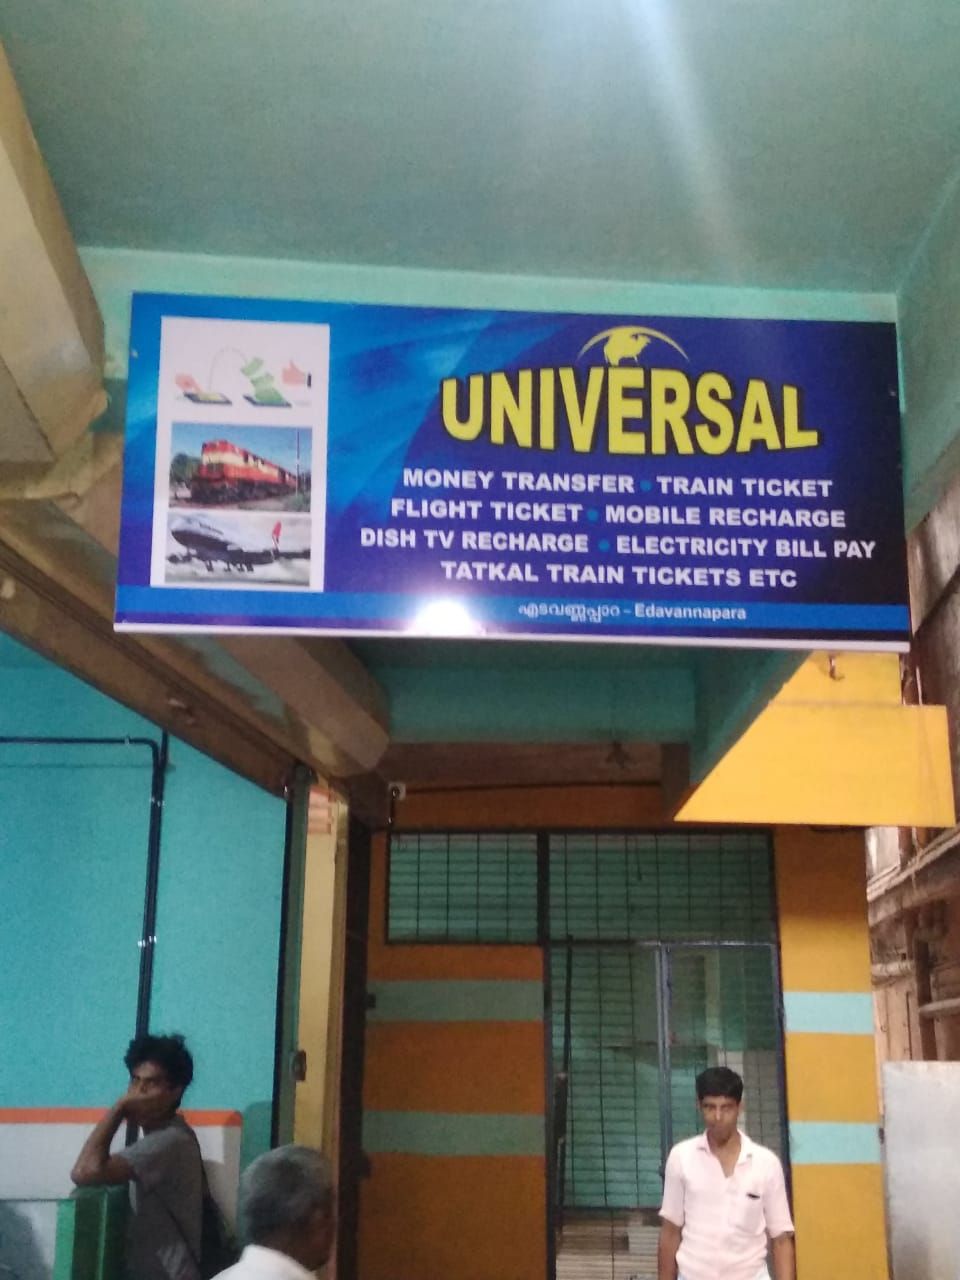 UNIVERSAL
MONEY TRANSFER • TRAIN TICKET
FLIGHT TICKET • MOBILE RECHARGE
DISH TV RECHARGE • ELECTRICITY BILL PAY
TATKAL TRAIN TICKETS ETC
എടവണ്ണപ്പാറ – Edavannapara